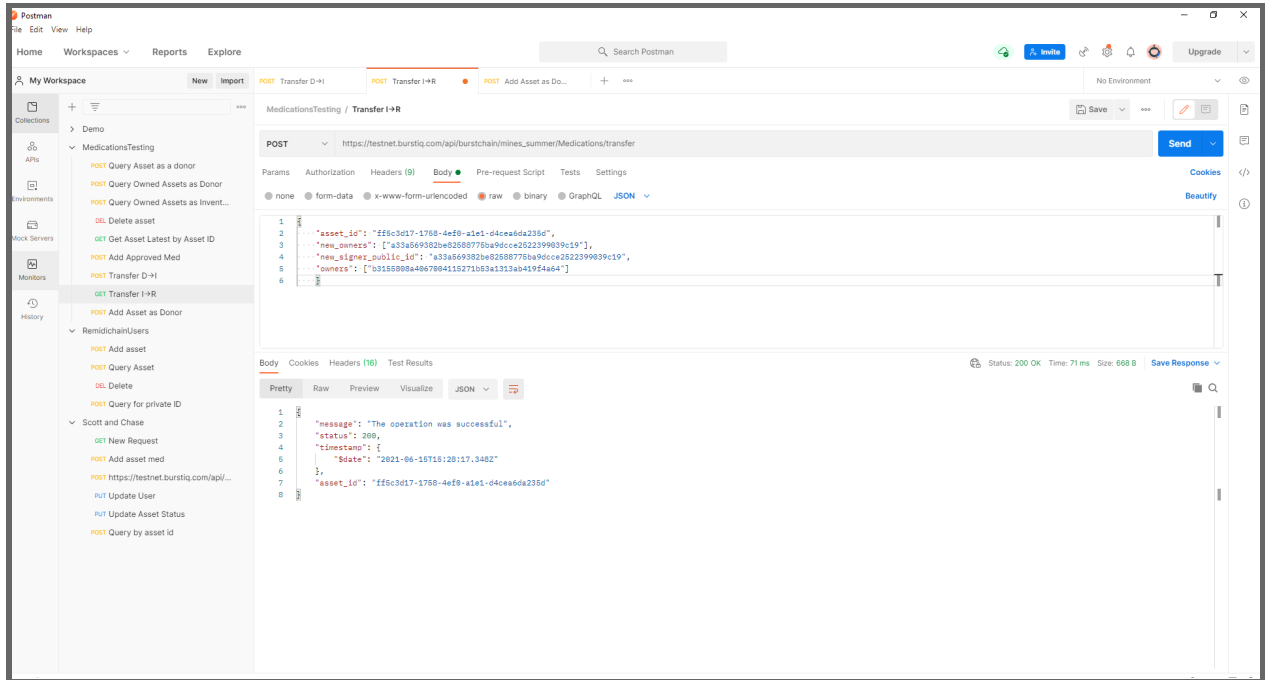 Postman
File Edit View Help
Home Workspaces Reports Explore
Search Postman
Invite
Upgrade
My Workspace
New Import
POST Transfer D→I
POST Transfer I→R
POST Add Asset as Do...
No Environment
Collections
APIs
Environments
Mock Servers
Monitors
History
Demo
MedicationsTesting
POST Query Asset as a donor
POST Query Owned Assets as Donor
POST Query Owned Assets as Invent...
DEL Delete asset
GET Get Asset Latest by Asset ID
POST Add Approved Med
POST Transfer D→I
GET Transfer I→R
POST Add Asset as Donor
RemidichainUsers
POST Add asset
POST Query Asset
DEL Delete
POST Query for private ID
Scott and Chase
GET New Request
POST Add asset med
POST https://testnet.burstiq.com/api/...
PUT Update User
PUT Update Asset Status
POST Query by asset id
MedicationsTesting / Transfer I→R
Save
POST https://testnet.burstiq.com/api/burstchain/mines_summer/Medications/transfer
Send
Params Authorization Headers (9) Body Pre-request Script Tests Settings
Cookies
none form-data x-www-form-urlencoded raw binary GraphQL JSON
Beautify
1 {
2 "asset_id": "ff5c3d17-1758-4ef0-a1e1-d4cea6da235d",
3 "new_owners": ["a33a569382be82588775ba9dcce2522399039c19"],
4 "new_signer_public_id": "a33a569382be82588775ba9dcce2522399039c19",
5 "owners": ["b3155808a4067084115271b53a1313ab419f4a64"]
6 }
Body Cookies Headers (16) Test Results
Status: 200 OK Time: 71 ms Size: 668 B Save Response
Pretty Raw Preview Visualize JSON
1 {
2 "message": "The operation was successful",
3 "status": 200,
4 "timestamp": {
5 "$date": "2021-06-15T15:28:17.348Z"
6 },
7 "asset_id": "ff5c3d17-1758-4ef0-a1e1-d4cea6da235d"
8 }